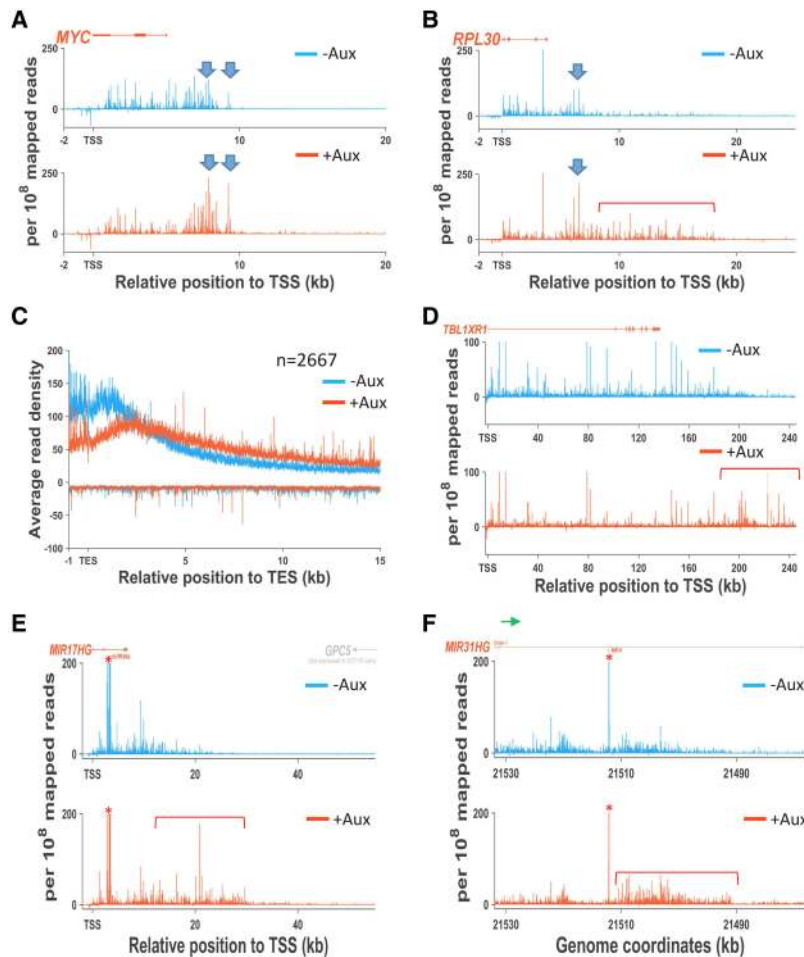 A
MYC
250
0
-Aux
-2
TSS
10
20
250
0
+Aux
-2
TSS
10
20
per 10⁸ mapped reads
Relative position to TSS (kb)
B
RPL30
250
0
-Aux
-2
TSS
10
20
250
0
+Aux
-2
TSS
10
20
per 10⁸ mapped reads
Relative position to TSS (kb)
C
n=2667
-Aux
+Aux
200
150
100
50
0
-50
-100
Average read density
-1
TES
5
10
15
Relative position to TES (kb)
D
TBL1XR1
100
0
-Aux
TSS
40
80
120
160
200
240
100
0
+Aux
TSS
40
80
120
160
200
240
per 10⁸ mapped reads
Relative position to TSS (kb)
E
MIR17HG
GPC5
*
200
0
-Aux
TSS
20
40
*
200
0
+Aux
TSS
20
40
per 10⁸ mapped reads
Relative position to TSS (kb)
F
MIR31HG
*
200
0
-Aux
21530
21510
21490
*
200
0
+Aux
21530
21510
21490
per 10⁸ mapped reads
Genome coordinates (kb)